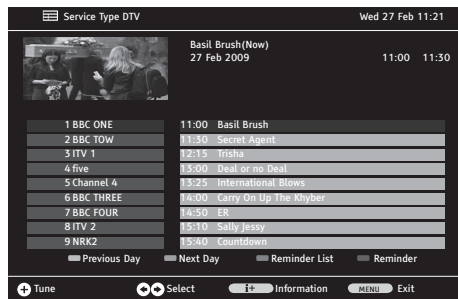 Service Type DTV Wed 27 Feb 11:21
Basil Brush(Now)
27 Feb 2009 11:00 11:30
1 BBC ONE 11:00 Basil Brush
2 BBC TOW 11:30 Secret Agent
3 ITV 1 12:15 Trisha
4 five 13:00 Deal or no Deal
5 Channel 4 13:25 International Blows
6 BBC THREE 14:00 Carry On Up The Khyber
7 BBC FOUR 14:50 ER
8 ITV 2 15:10 Sally Jessy
9 NRK2 15:40 Countdown
Previous Day Next Day Reminder List Reminder
+ Tune Select i+ Information MENU Exit